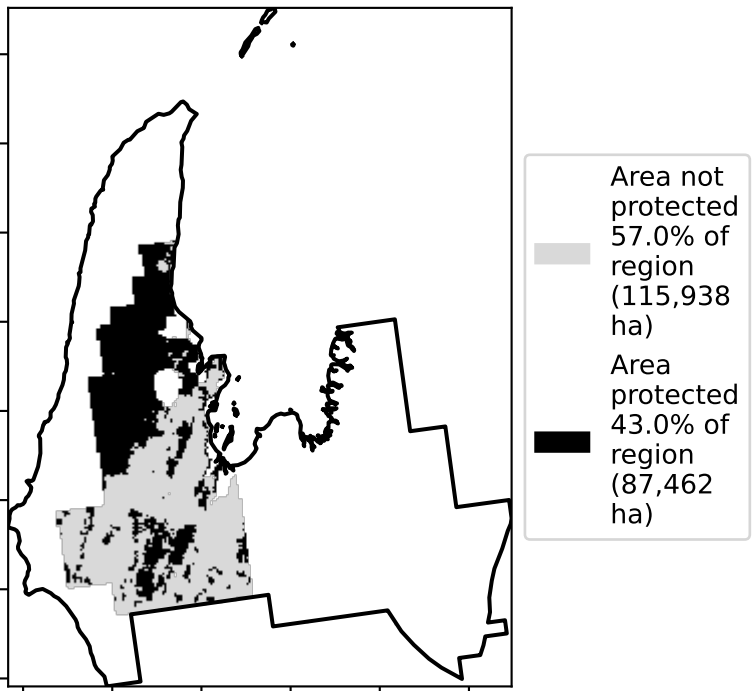 Area not
protected
57.0% of
region
(115,938
ha)
Area
protected
43.0% of
region
(87,462
ha)